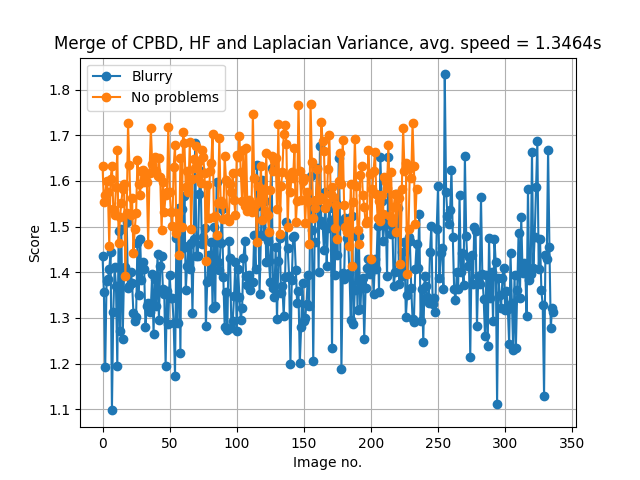 Merge of CPBD, HF and Laplacian Variance, avg. speed = 1.3464s
Blurry
No problems
1.8
1.7
1.6
1.5
1.4
1.3
1.2
1.1
Score
0 50 100 150 200 250 300 350
Image no.